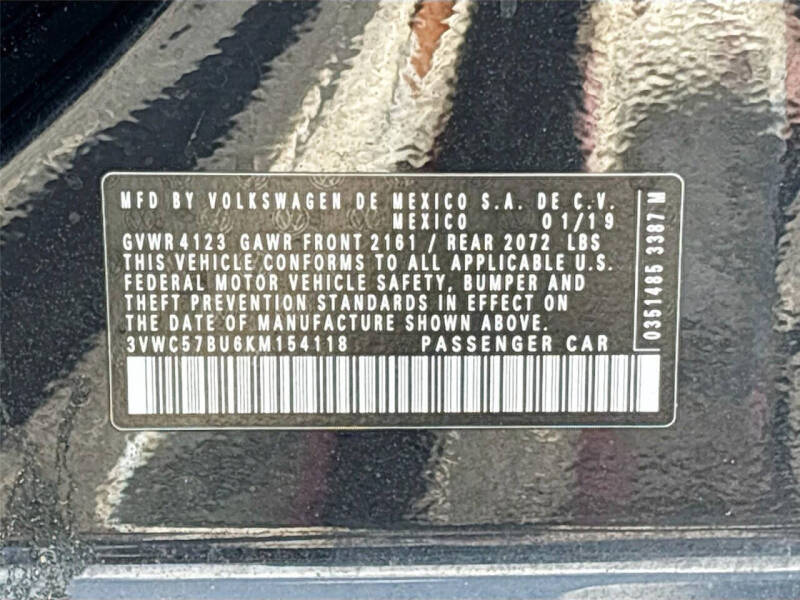 MFD BY VOLKSWAGEN DE MEXICO S.A. DE C.V.
MEXICO 01/19
GVWR 4123 GAWR FRONT 2161 / REAR 2072 LBS
THIS VEHICLE CONFORMS TO ALL APPLICABLE U.S.
FEDERAL MOTOR VEHICLE SAFETY, BUMPER AND
THEFT PREVENTION STANDARDS IN EFFECT ON
THE DATE OF MANUFACTURE SHOWN ABOVE.
3VWC57BU6KM154118 PASSENGER CAR
0351485 3387 M